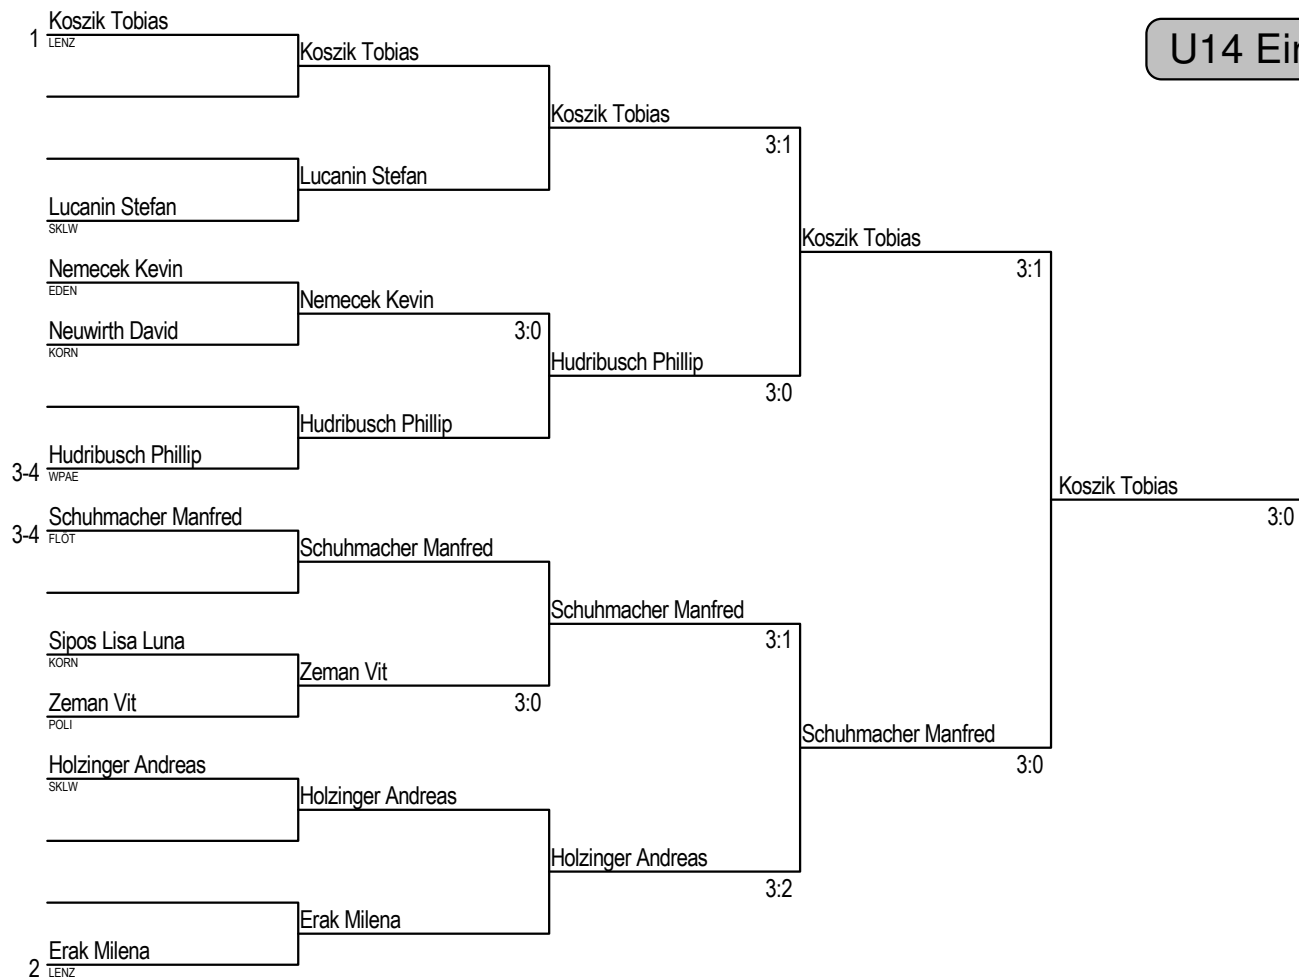 Koszik Tobias
1 LENZ
Koszik Tobias
U14 Ein
Koszik Tobias
3:1
Lucanin Stefan
Lucanin Stefan
SKLW
Koszik Tobias
3:1
Nemecek Kevin
EDEN
Nemecek Kevin
3:0
Neuwirth David
KORN
Hudribusch Phillip
3:0
Hudribusch Phillip
Hudribusch Phillip
3-4 WPAE
Koszik Tobias
3:0
Schuhmacher Manfred
3-4 FLÖT
Schuhmacher Manfred
Schuhmacher Manfred
3:1
Sipos Lisa Luna
KORN
Zeman Vit
3:0
Zeman Vit
POLI
Schuhmacher Manfred
3:0
Holzinger Andreas
SKLW
Holzinger Andreas
Holzinger Andreas
3:2
Erak Milena
Erak Milena
2 LENZ